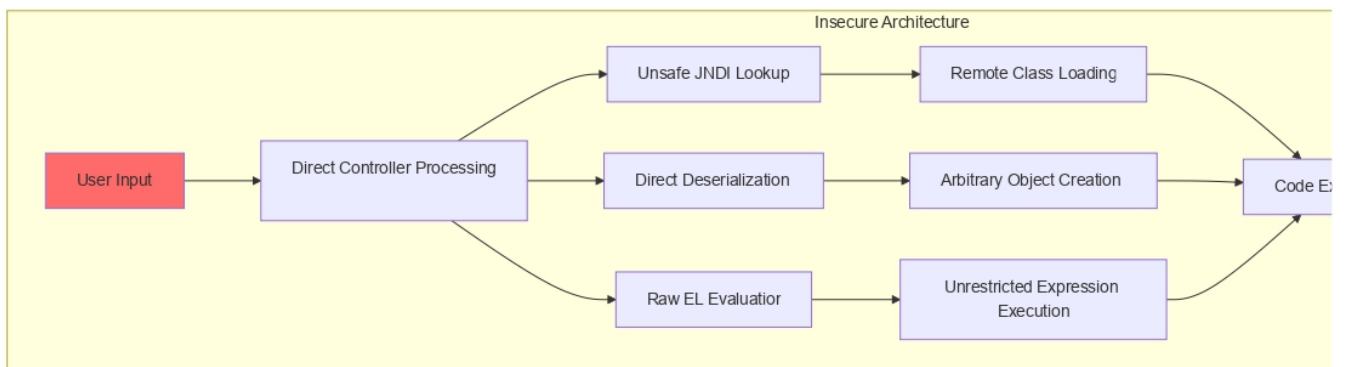 Insecure Architecture
Unsafe JNDI Lookup
Remote Class Loading
User Input
Direct Controller Processing
Direct Deserialization
Arbitrary Object Creation
Code Ex
Raw EL Evaluatior
Unrestricted Expression
Execution